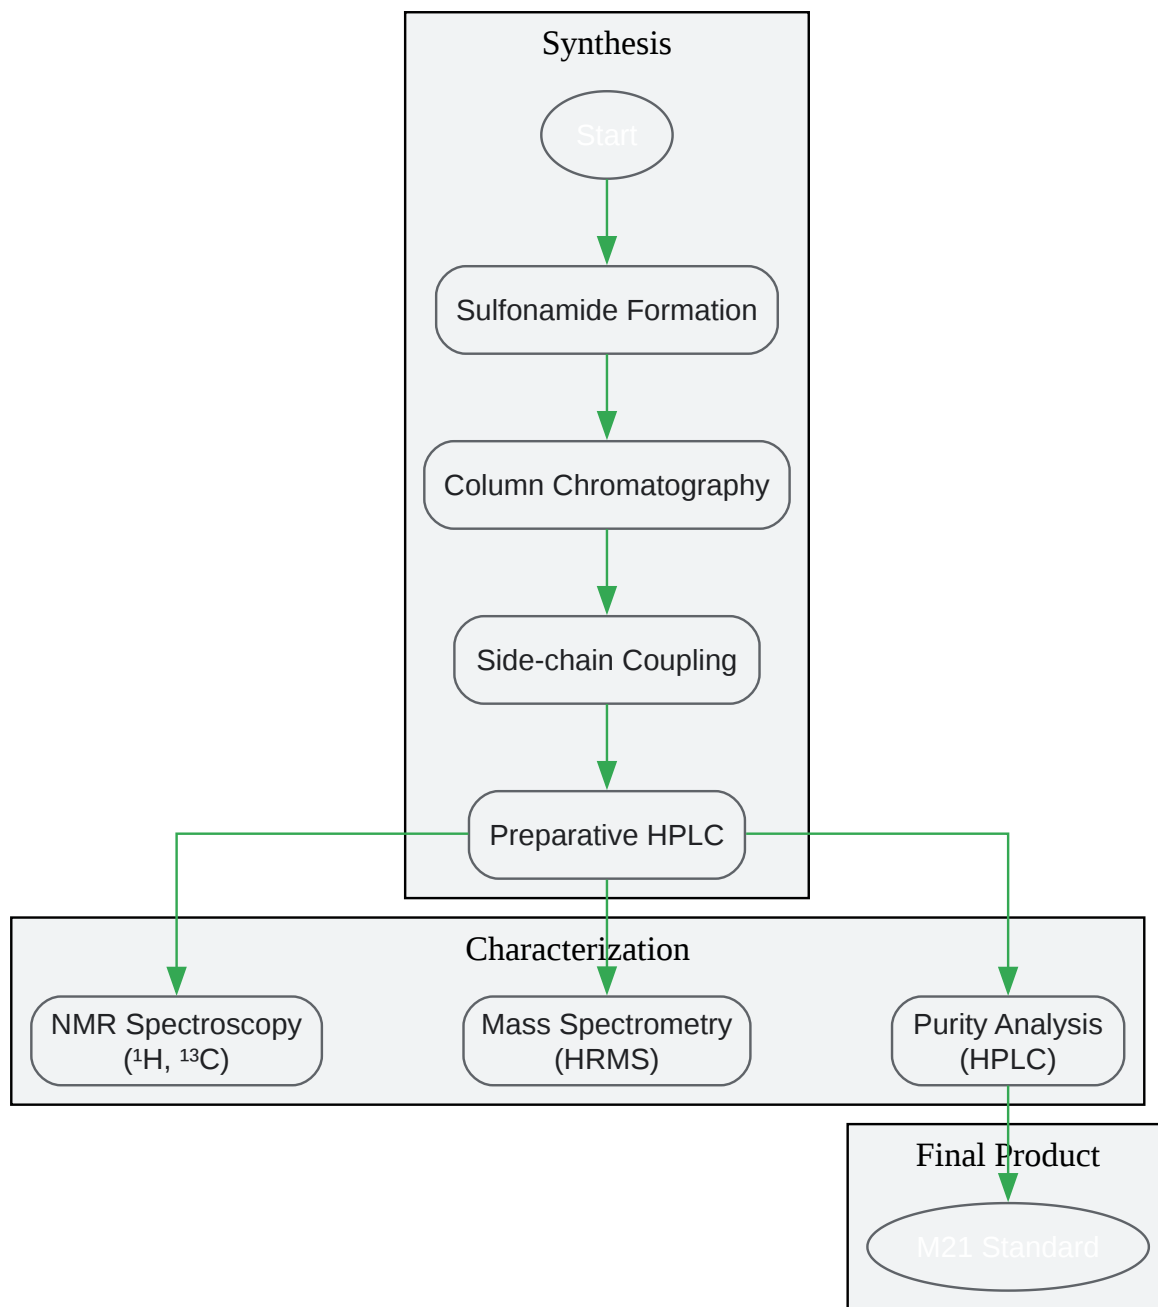 Synthesis
Start
Sulfonamide Formation
Column Chromatography
Side-chain Coupling
Preparative HPLC
Characterization
NMR Spectroscopy
(¹H, ¹³C)
Mass Spectrometry
(HRMS)
Purity Analysis
(HPLC)
Final Product
M21 Standard